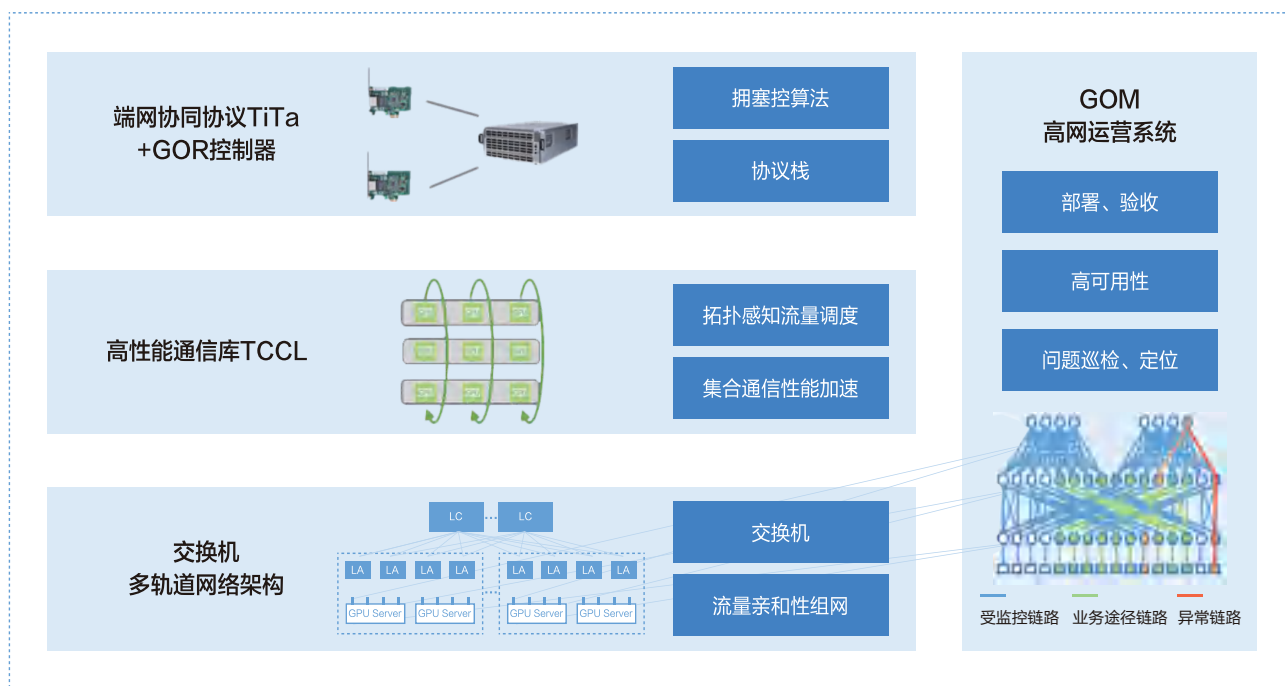 端网协同协议TiTa
+GOR控制器
拥塞控算法
协议栈
高性能通信库TCCL
拓扑感知流量调度
集合通信性能加速
交换机
多轨道网络架构
LC
LC
LA
LA
LA
LA
LA
LA
LA
LA
GPU Server
GPU Server
GPU Server
GPU Server
交换机
流量亲和性组网
GOM
高网运营系统
部署、验收
高可用性
问题巡检、定位
受监控链路
业务途径链路
异常链路